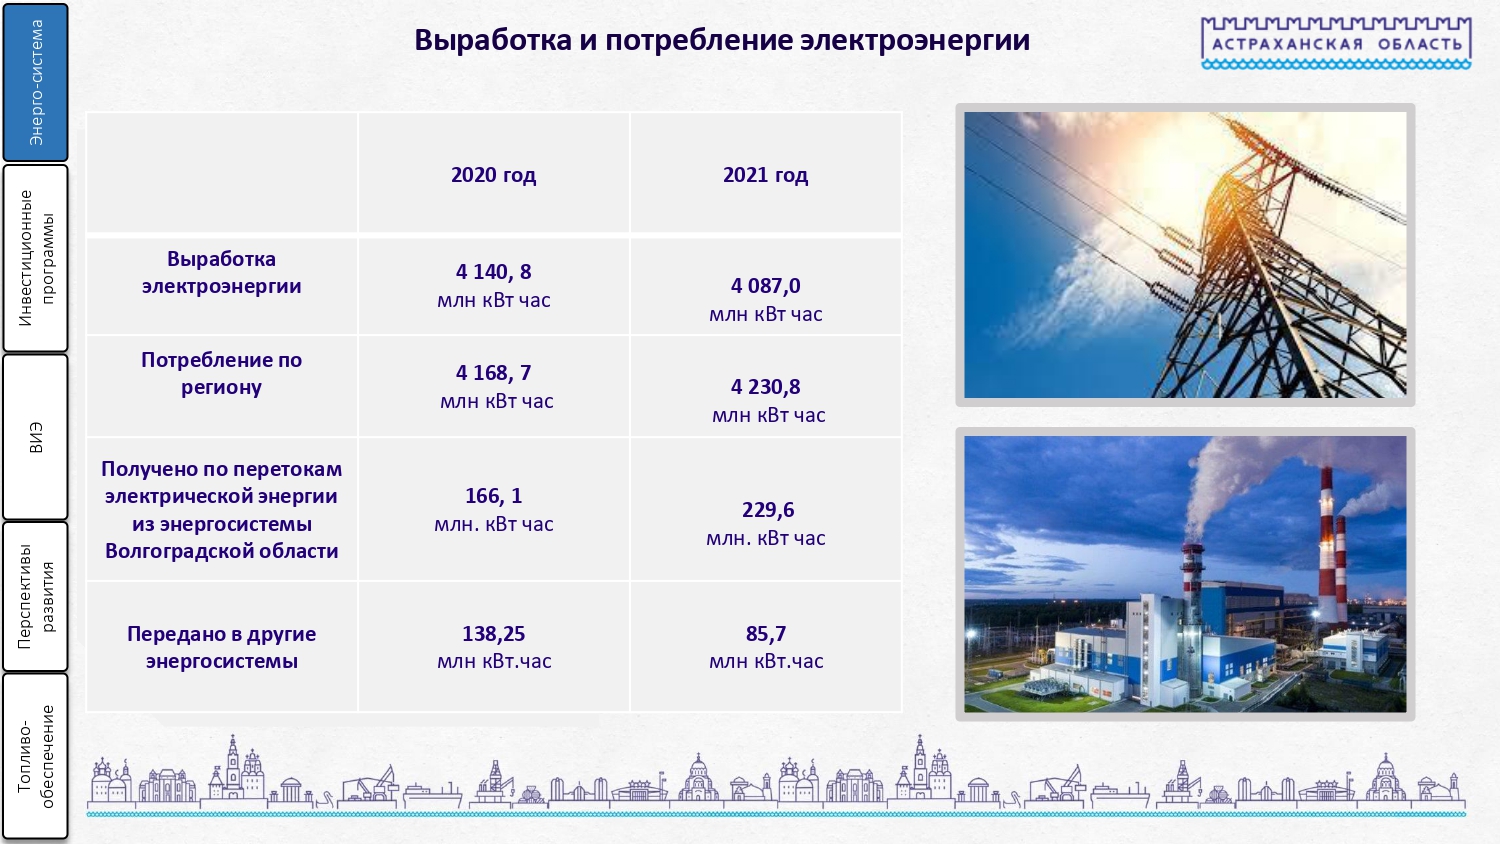 Энерго-система
Инвестиционные
программы
ВИЭ
Перспективы
развития
Топливо-
обеспечение
Выработка и потребление электроэнергии
АСТРАХАНСКАЯ ОБЛАСТЬ
2020 год
2021 год
Выработка
электроэнергии
4 140, 8
млн кВт час
4 087,0
млн кВт час
Потребление по
региону
4 168, 7
млн кВт час
4 230,8
млн кВт час
Получено по перетокам
электрической энергии
из энергосистемы
Волгоградской области
166, 1
млн. кВт час
229,6
млн. кВт час
Передано в другие
энергосистемы
138,25
млн кВт.час
85,7
млн кВт.час